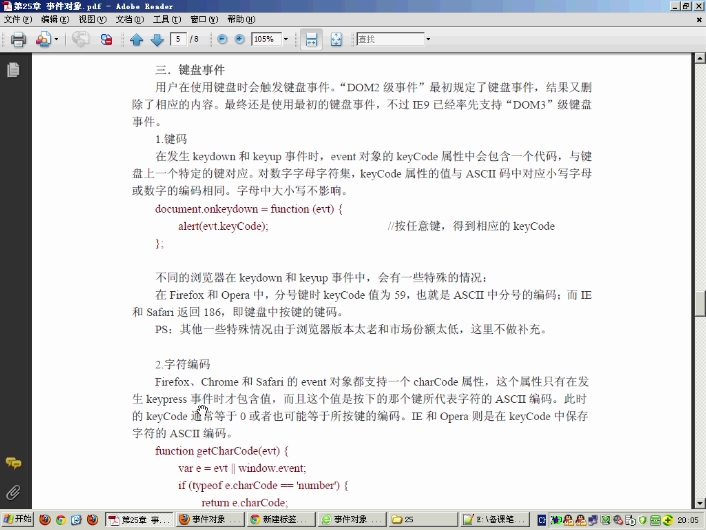 第25章 事件对象.pdf - Adobe Reader
文件(F) 编辑(E) 视图(V) 文档(D) 工具(T) 窗口(W) 帮助(H)
5 / 8 105% 查找
三．键盘事件
用户在使用键盘时会触发键盘事件。“DOM2 级事件”最初规定了键盘事件，结果又删
除了相应的内容。最终还是使用最初的键盘事件，不过 IE9 已经率先支持“DOM3”级键盘
事件。
1.键码
在发生 keydown 和 keyup 事件时，event 对象的 keyCode 属性中会包含一个代码，与键
盘上一个特定的键对应。对数字字母字符集，keyCode 属性的值与 ASCII 码中对应小写字母
或数字的编码相同。字母中大小写不影响。
document.onkeydown = function (evt) {
alert(evt.keyCode); //按任意键，得到相应的 keyCode
};
不同的浏览器在 keydown 和 keyup 事件中，会有一些特殊的情况：
在 Firefox 和 Opera 中，分号键时 keyCode 值为 59，也就是 ASCII 中分号的编码；而 IE
和 Safari 返回 186，即键盘中按键的键码。
PS：其他一些特殊情况由于浏览器版本太老和市场份额太低，这里不做补充。
2.字符编码
Firefox、Chrome 和 Safari 的 event 对象都支持一个 charCode 属性，这个属性只有在发
生 keypress 事件时才包含值，而且这个值是按下的那个键所代表字符的 ASCII 编码。此时
的 keyCode 通常等于 0 或者也可能等于所按键的编码。IE 和 Opera 则是在 keyCode 中保存
字符的 ASCII 编码。
function getCharCode(evt) {
var e = evt || window.event;
if (typeof e.charCode == 'number') {
return e.charCode;
开始 第25章 事... 事件对象 ... 新建标签... 事件对象 ... 25 E:\备课笔... CH 20:05